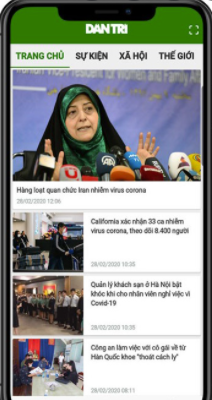 DANTRI
TRANG CHỦ SỰ KIỆN XÃ HỘI THẾ GIỚI
Hàng loạt quan chức Iran nhiễm virus corona
28/02/2020 12:06
California xác nhận 33 ca nhiễm
virus corona, theo dõi 8.400 người
28/02/2020 10:35
Quản lý khách sạn ở Hà Nội bật
khóc khi cho nhân viên nghỉ việc vì
Covid-19
28/02/2020 10:35
Công an làm việc với cô gái về từ
Hàn Quốc khoe "thoát cách ly"
28/02/2020 08:11